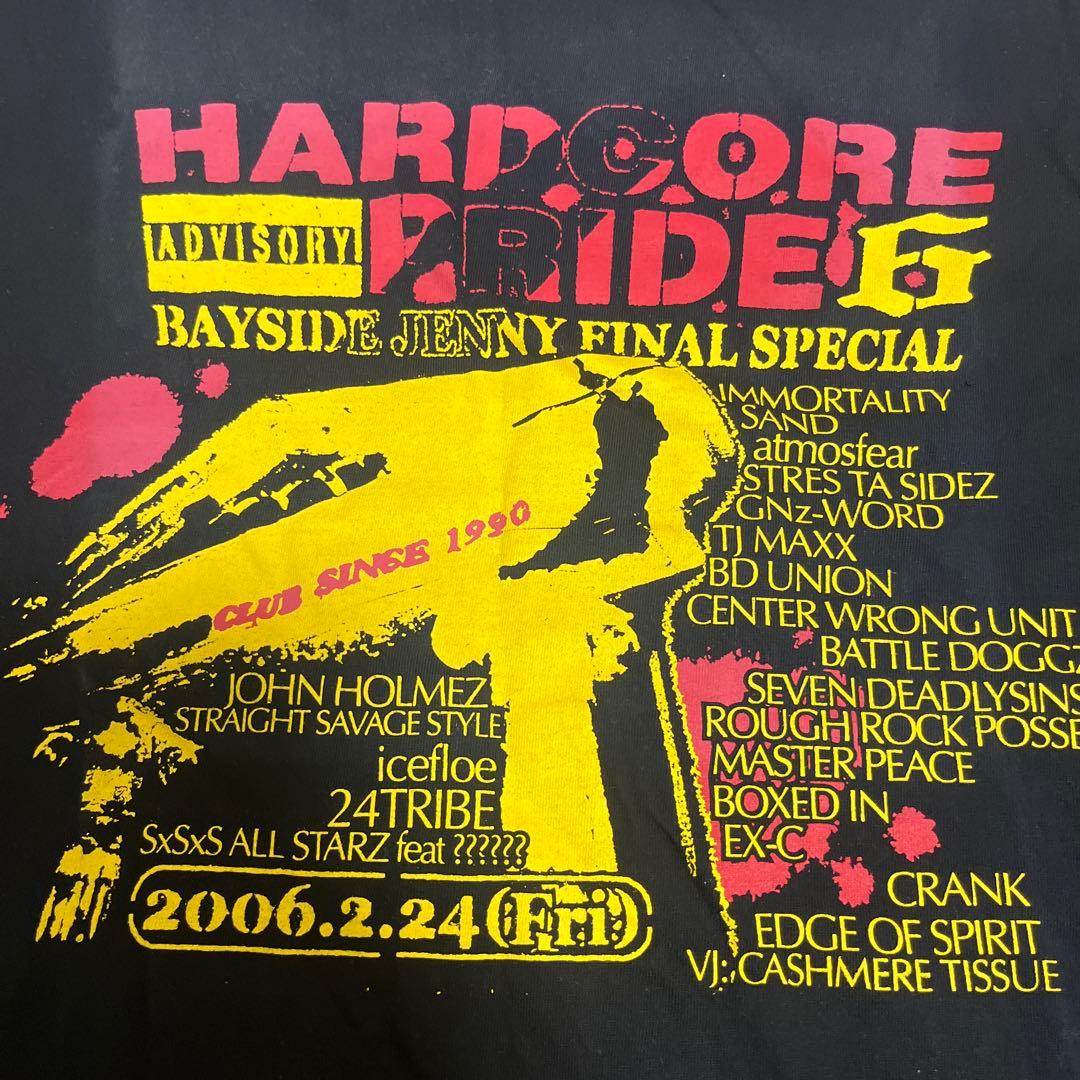 HARDCORE
ADVISORY
PRIDE 6
BAYSIDE JENNY FINAL SPECIAL
IMMORTALITY
SAND
atmosfear
STRES TA SIDEZ
GNz-WORD
TJ MAXX
BD UNION
CENTER WRONG UNIT
BATTLE DOGGZ
SEVEN DEADLYSINS
ROUGH ROCK POSSE
MASTER PEACE
BOXED IN
EX-C
CRANK
EDGE OF SPIRIT
VJ:CASHMERE TISSUE
CLUB SINSE 1990
JOHN HOLMEZ
STRAIGHT SAVAGE STYLE
icefloe
24TRIBE
SxSxS ALL STARZ feat ??????
2006.2.24(Fri)